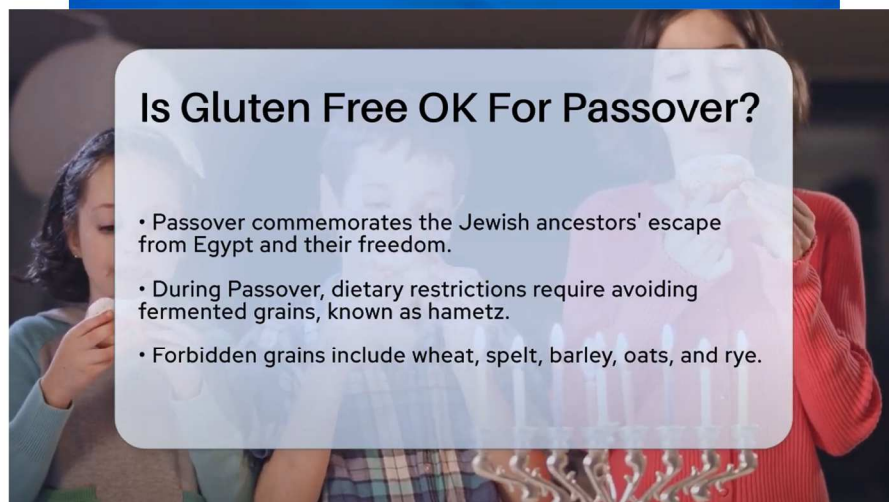 Is Gluten Free OK For Passover?
• Passover commemorates the Jewish ancestors' escape
from Egypt and their freedom.
• During Passover, dietary restrictions require avoiding
fermented grains, known as hametz.
• Forbidden grains include wheat, spelt, barley, oats, and rye.